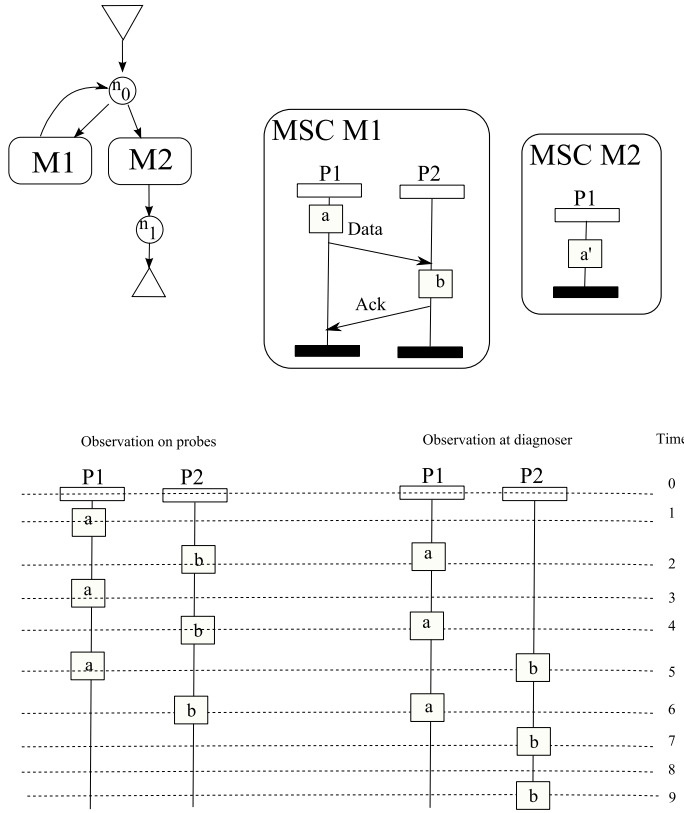 n0
M1 M2
n1
MSC M1
P1 P2
a
Data
b
Ack
MSC M2
P1
a'
Observation on probes Observation at diagnoser Time
P1 P2 P1 P2 0
a 1
b a 2
a 3
b a 4
a b 5
b a 6
b 7
8
b 9